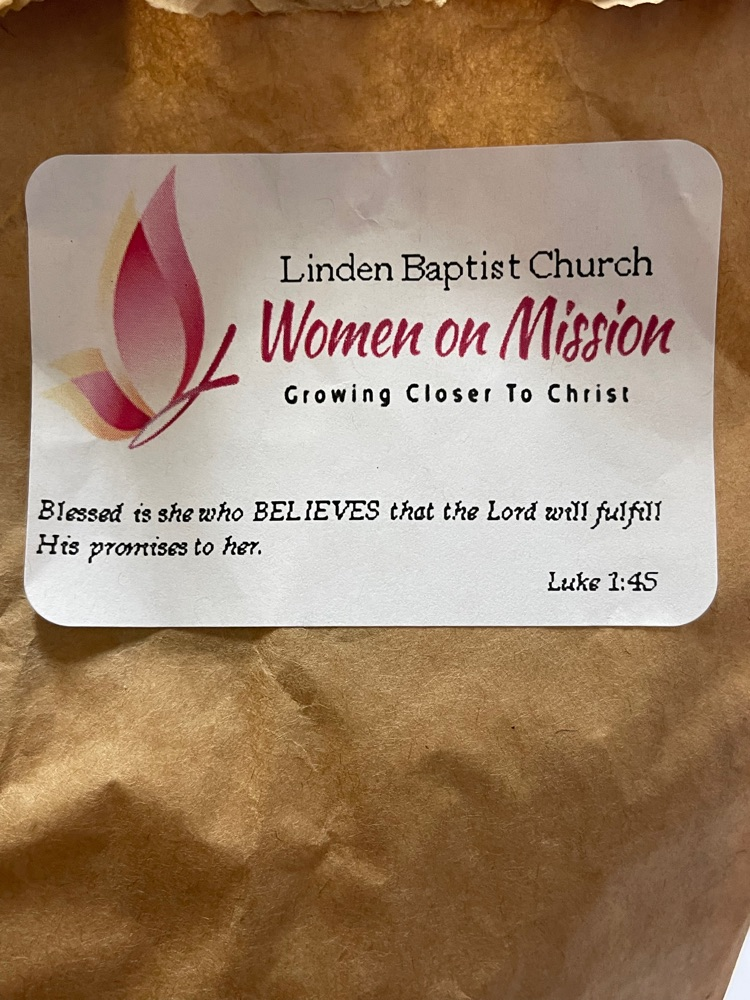 Linden Baptist Church
Women on Mission
Growing Closer To Christ
Blessed is she who BELIEVES that the Lord will fulfill
His promises to her.
Luke 1:45